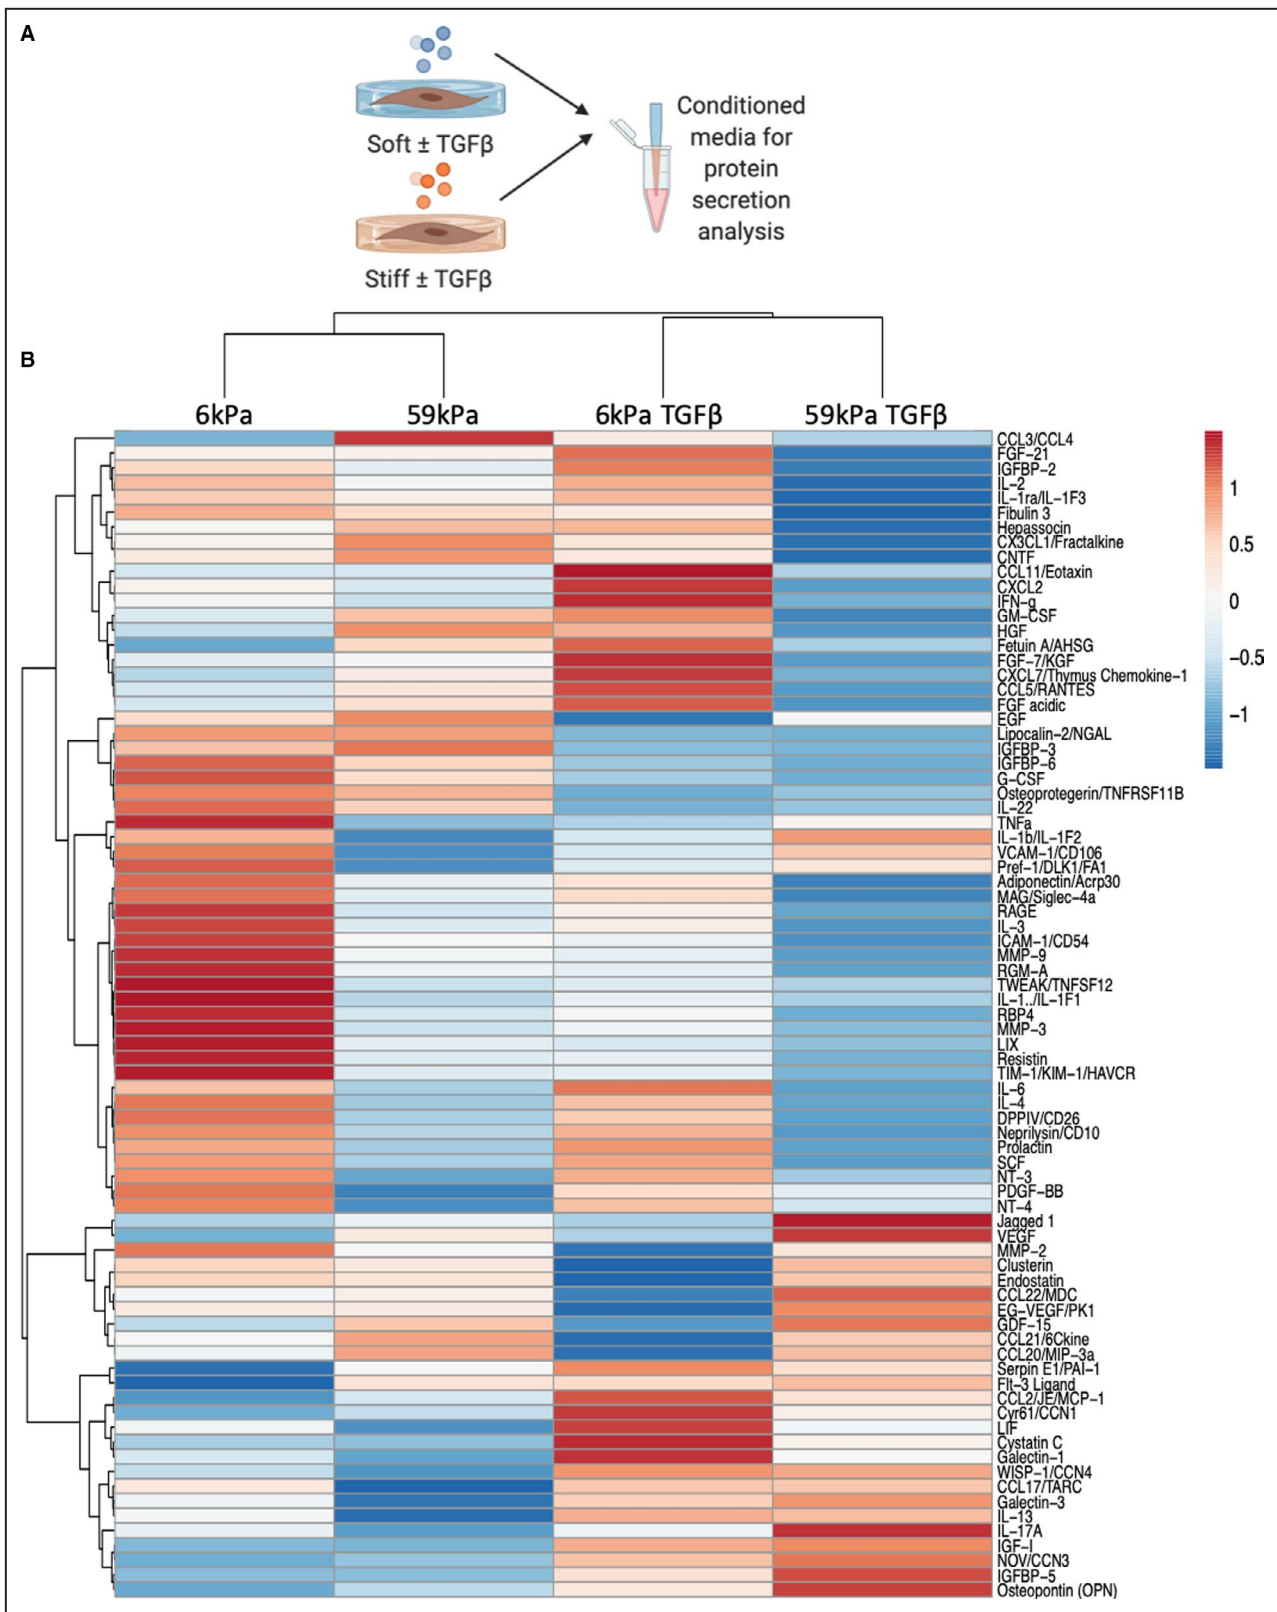 A
Soft ± TGFβ
Stiff ± TGFβ
Conditioned
media for
protein
secretion
analysis
B
6kPa
59kPa
6kPa TGFβ
59kPa TGFβ
CCL3/CCL4
FGF-21
IGFBP-2
IL-2
IL-1ra/IL-1F3
Fibulin 3
Hepassocin
CX3CL1/Fractalkine
CNTF
CCL11/Eotaxin
CXCL2
IFN-g
GM-CSF
HGF
Fetuin A/AHSG
FGF-7/KGF
CXCL7/Thymus Chemokine-1
CCL5/RANTES
FGF acidic
EGF
Lipocalin-2/NGAL
IGFBP-3
IGFBP-6
G-CSF
Osteoprotegerin/TNFRSF11B
IL-22
TNFa
IL-1b/IL-1F2
VCAM-1/CD106
Pref-1/DLK1/FA1
Adiponectin/Acrp30
MAG/Siglec-4a
RAGE
IL-3
ICAM-1/CD54
MMP-9
RGM-A
TWEAK/TNFSF12
IL-1../IL-1F1
RBP4
MMP-3
LIX
Resistin
TIM-1/KIM-1/HAVCR
IL-6
IL-4
DPPIV/CD26
Neprilysin/CD10
Prolactin
SCF
NT-3
PDGF-BB
NT-4
Jagged 1
VEGF
MMP-2
Clusterin
Endostatin
CCL22/MDC
EG-VEGF/PK1
GDF-15
CCL21/6Ckine
CCL20/MIP-3a
Serpin E1/PAI-1
Flt-3 Ligand
CCL2/JE/MCP-1
Cyr61/CCN1
LIF
Cystatin C
Galectin-1
WISP-1/CCN4
CCL17/TARC
Galectin-3
IL-13
IL-17A
IGF-I
NOV/CCN3
IGFBP-5
Osteopontin (OPN)
1
0.5
0
-0.5
-1